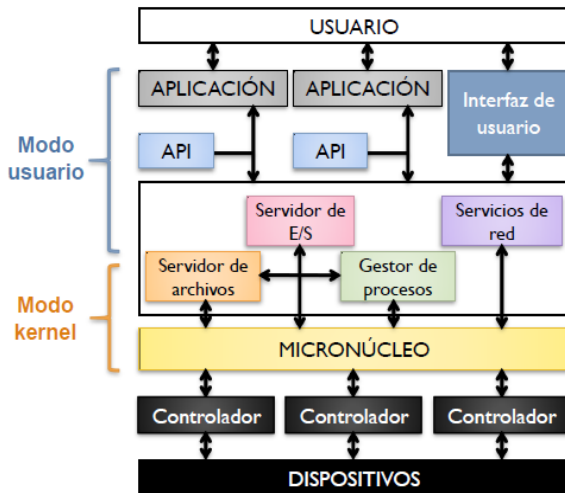 USUARIO
APLICACIÓN
APLICACIÓN
Interfaz de
usuario
Modo
usuario
API
API
Servidor de
E/S
Servicios de
red
Servidor de
archivos
Gestor de
procesos
Modo
kernel
MICRONÚCLEO
Controlador
Controlador
Controlador
DISPOSITIVOS